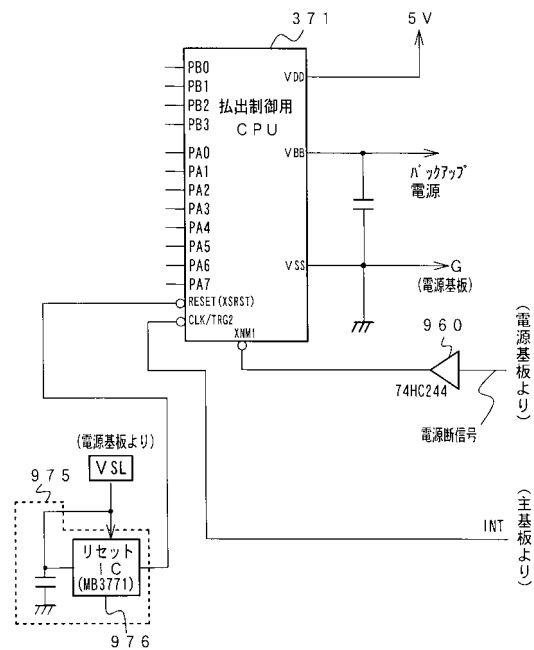 371
5V
PB0
PB1
PB2
PB3
PA0
PA1
PA2
PA3
PA4
PA5
PA6
PA7
RESET(XSRST)
CLK/TRG2
払出制御用
CPU
VDD
VBB
VSS
XNM1
バックアップ
電源
G
(電源基板)
960
74HC244
(電源基板より)
電源断信号
(電源基板より)
VSL
975
リセット
IC
(MB3771)
976
INT
(主基板より)